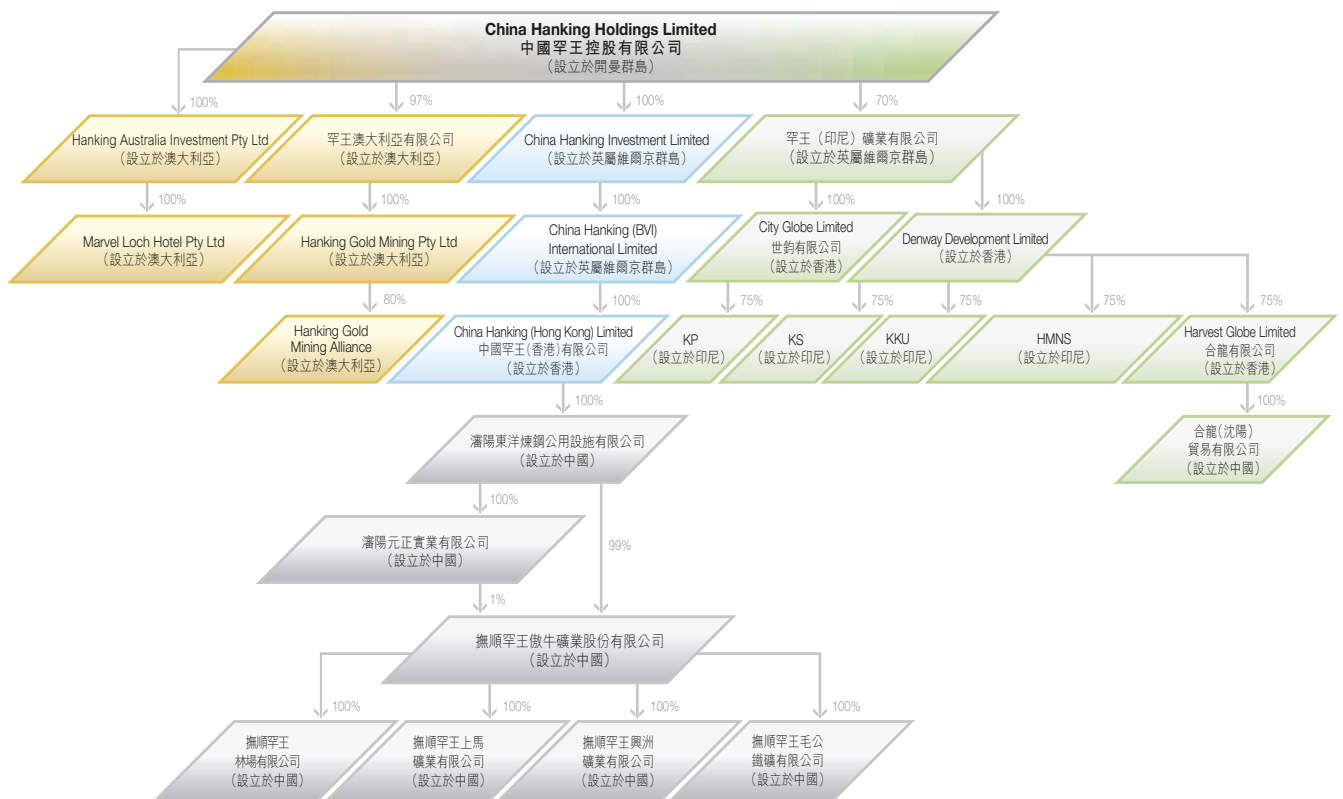 China Hanking Holdings Limited
中國罕王控股有限公司
（設立於開曼群島）
100%
97%
100%
70%
Hanking Australia Investment Pty Ltd
（設立於澳大利亞）
罕王澳大利亞有限公司
（設立於澳大利亞）
China Hanking Investment Limited
（設立於英屬維爾京群島）
罕王（印尼）礦業有限公司
（設立於英屬維爾京群島）
100%
100%
100%
100%
100%
Marvel Loch Hotel Pty Ltd
（設立於澳大利亞）
Hanking Gold Mining Pty Ltd
（設立於澳大利亞）
China Hanking (BVI)
International Limited
（設立於英屬維爾京群島）
City Globe Limited
世鈞有限公司
（設立於香港）
Denway Development Limited
（設立於香港）
80%
100%
75%
75%
75%
75%
75%
Hanking Gold
Mining Alliance
（設立於澳大利亞）
China Hanking (Hong Kong) Limited
中國罕王（香港）有限公司
（設立於香港）
KP
（設立於印尼）
KS
（設立於印尼）
KKU
（設立於印尼）
HMNS
（設立於印尼）
Harvest Globe Limited
合龍有限公司
（設立於香港）
100%
100%
瀋陽東洋煉鋼公用設施有限公司
（設立於中國）
合龍（沈陽）
貿易有限公司
（設立於中國）
100%
99%
瀋陽元正實業有限公司
（設立於中國）
1%
撫順罕王傲牛礦業股份有限公司
（設立於中國）
100%
100%
100%
100%
撫順罕王
林場有限公司
（設立於中國）
撫順罕王上馬
礦業有限公司
（設立於中國）
撫順罕王興洲
礦業有限公司
（設立於中國）
撫順罕王毛公
鐵礦有限公司
（設立於中國）